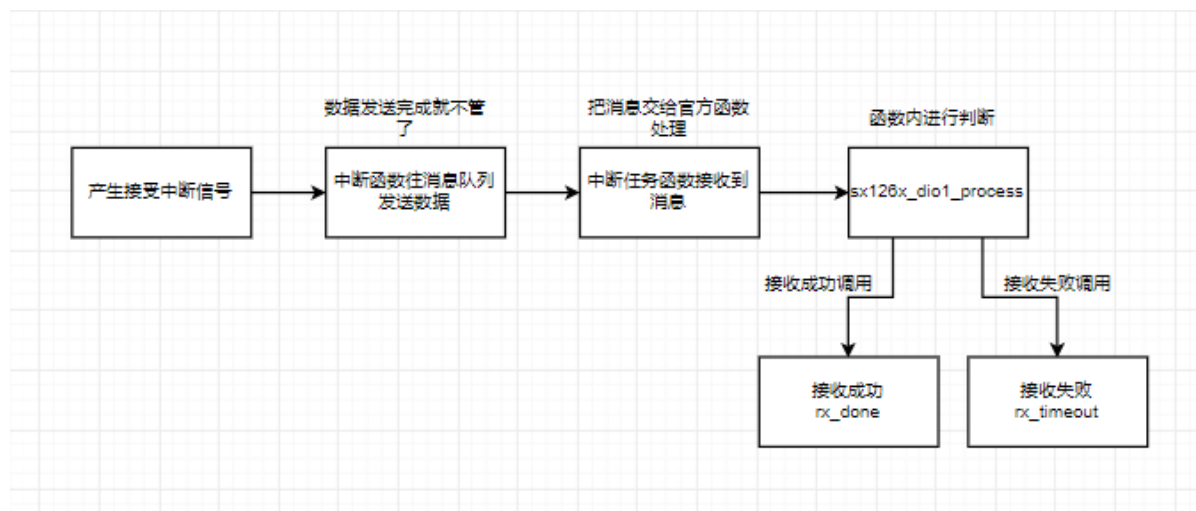 数据发送完成就不管
了
把消息交给官方函数
处理
函数内进行判断
产生接受中断信号
中断函数往消息队列
发送数据
中断任务函数接收到
消息
sx126x_dio1_process
接收成功调用
接收失败调用
接收成功
rx_done
接收失败
rx_timeout